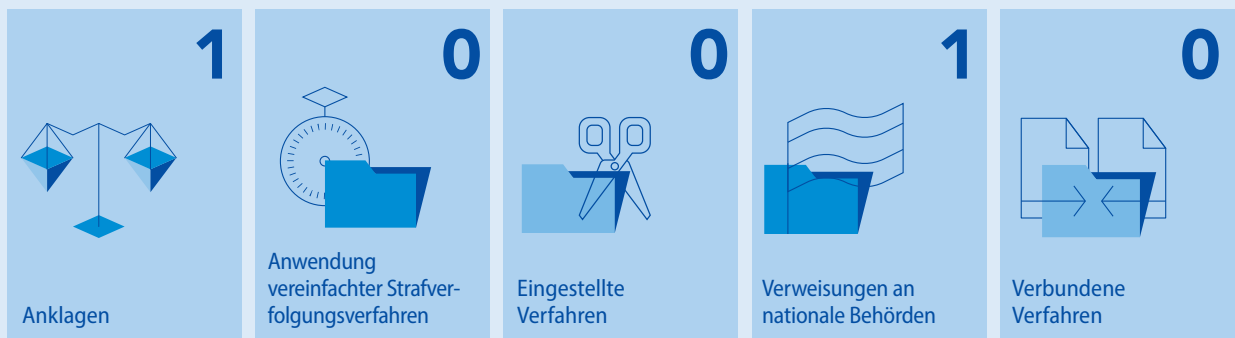 1
Anklagen
0
Anwendung
vereinfachter Strafver-
folgungsverfahren
0
Eingestellte
Verfahren
1
Verweisungen an
nationale Behörden
0
Verbundene
Verfahren